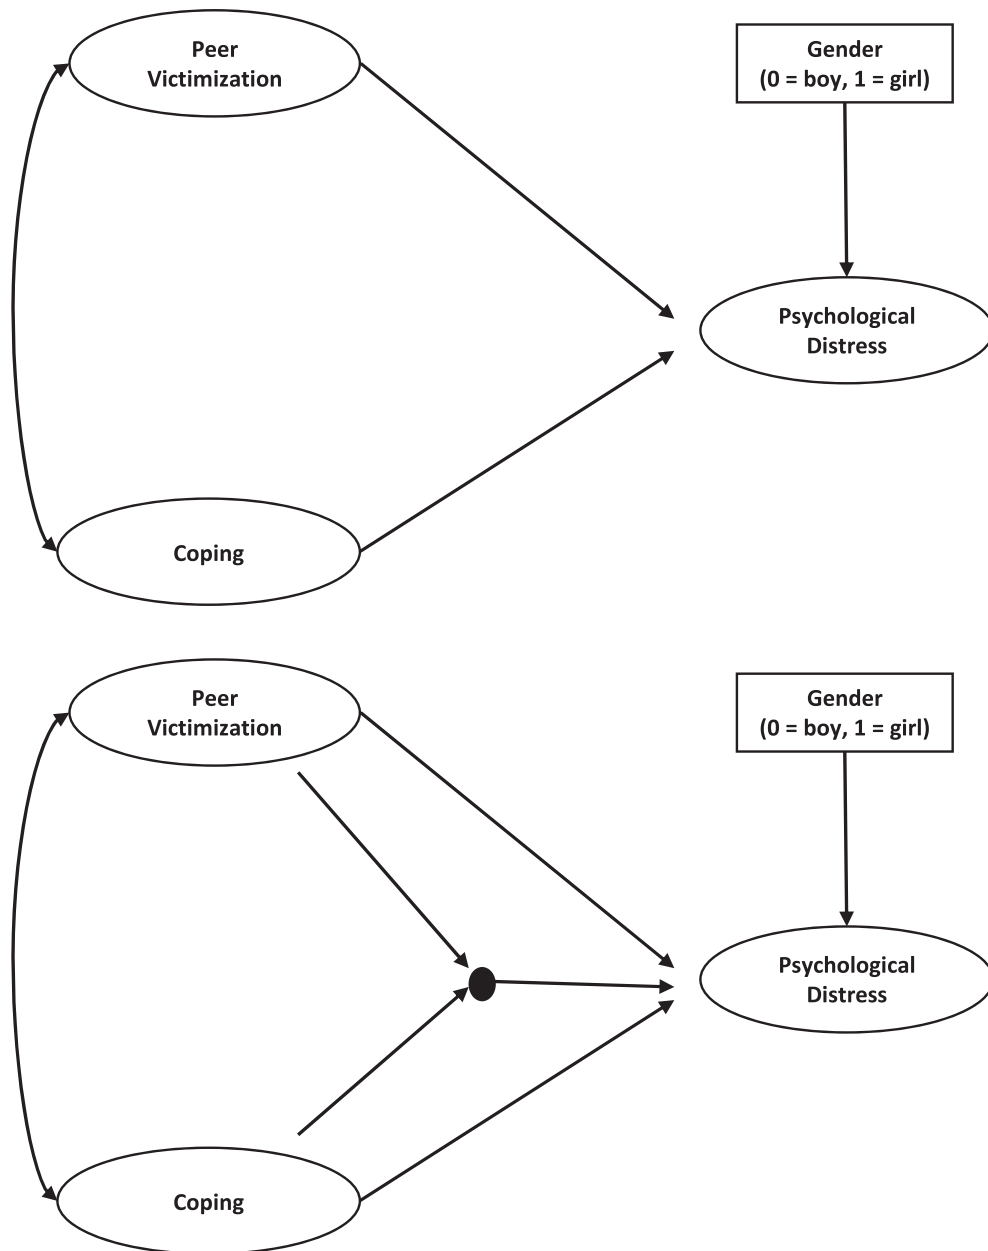 Peer
Victimization
Gender
(0 = boy, 1 = girl)
Psychological
Distress
Coping
Peer
Victimization
Gender
(0 = boy, 1 = girl)
Psychological
Distress
Coping